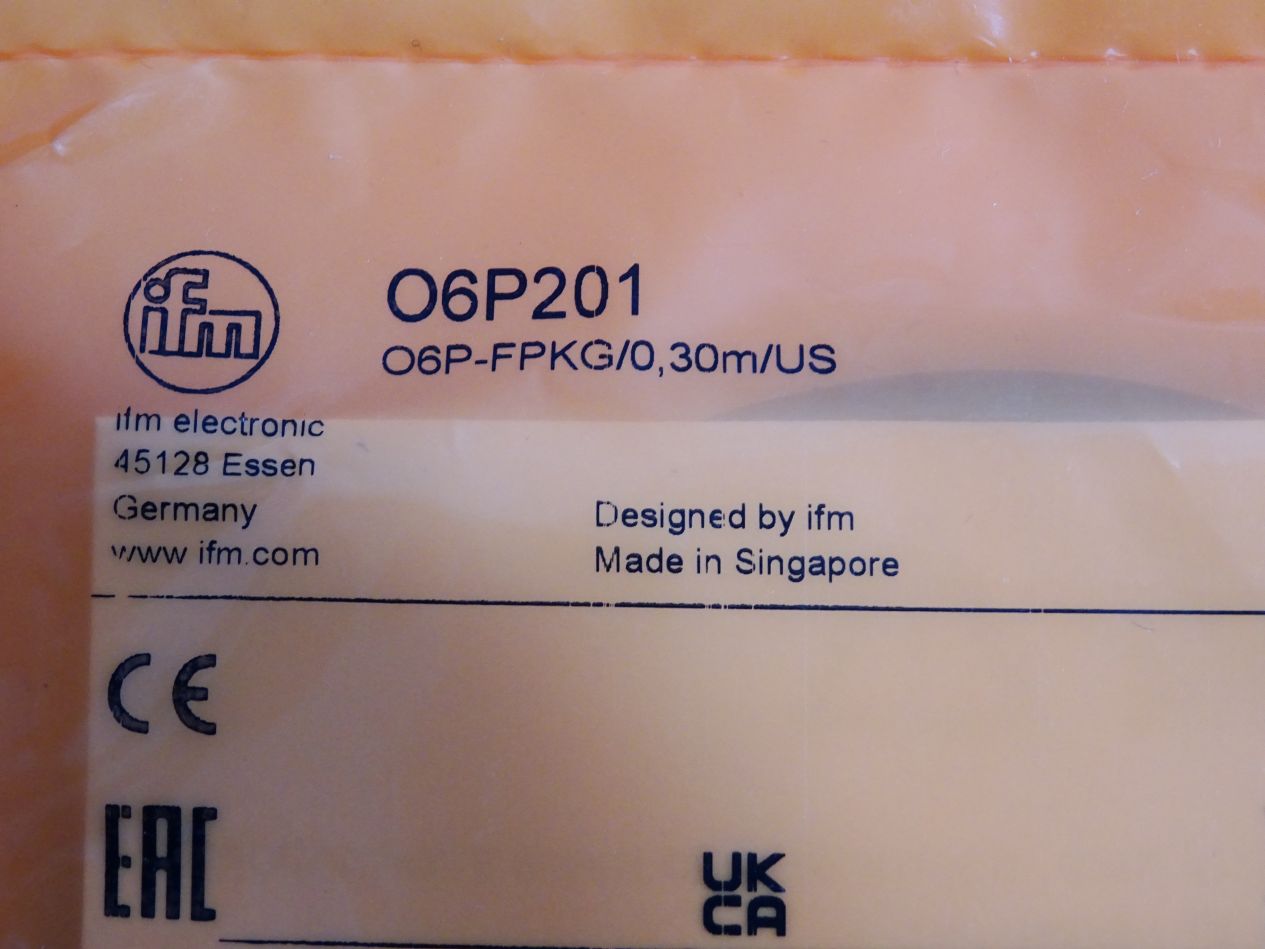 ifm
O6P201
O6P-FPKG/0,30m/US
ifm electronic
45128 Essen
Germany
www.ifm.com
Designed by ifm
Made in Singapore
CE
EAC
UK
CA